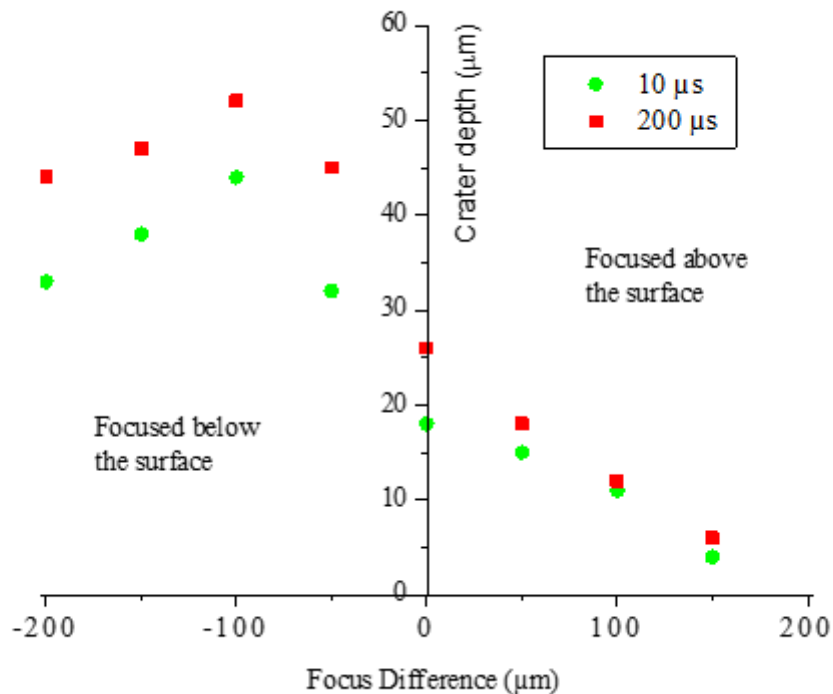 60
50
40
30
20
10
0
Crater depth (µm)
10 µs
200 µs
Focused above
the surface
Focused below
the surface
-200
-100
0
100
200
Focus Difference (µm)